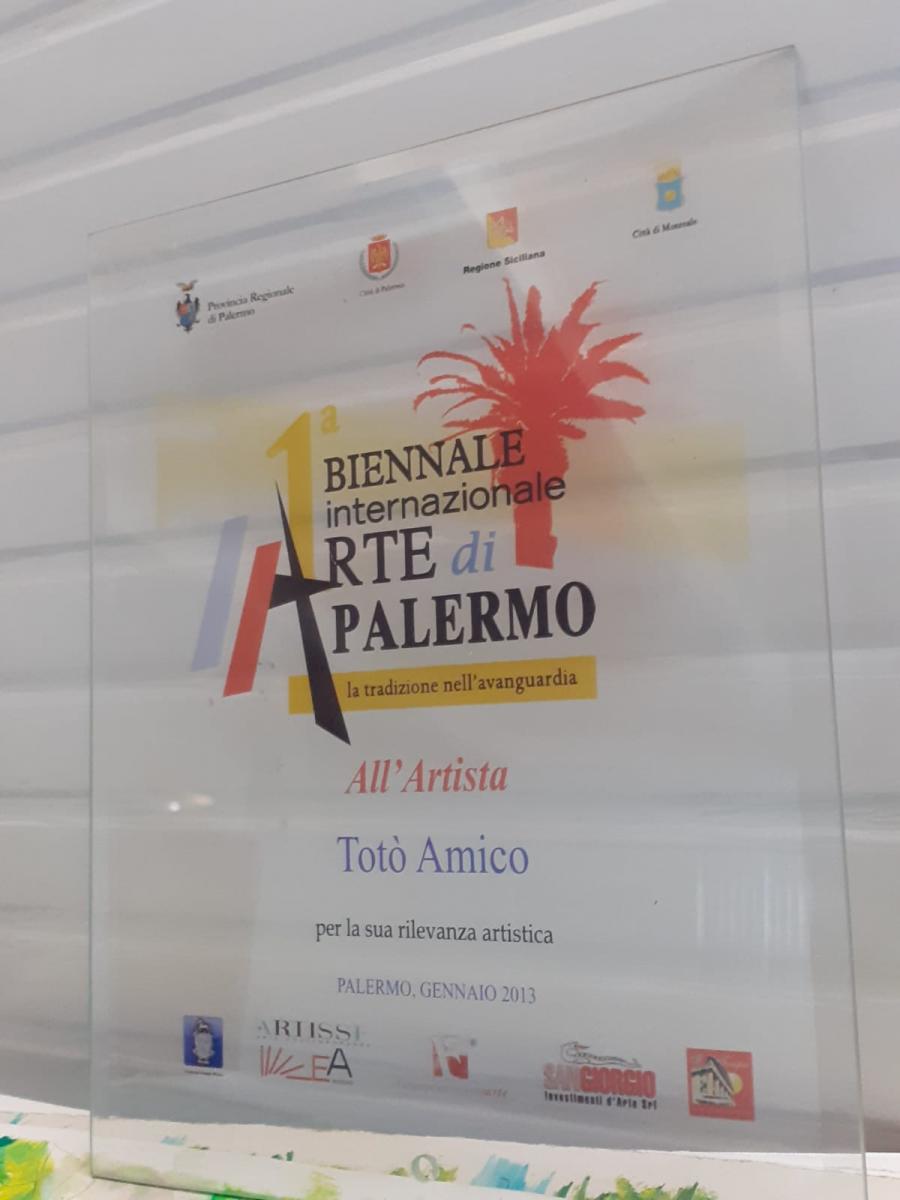 Provincia Regionale
di Palermo
Città di Palermo
Regione Siciliana
Città di Monreale
1a
BIENNALE
internazionale
ARTE di
PALERMO
la tradizione nell'avanguardia
All'Artista
Totò Amico
per la sua rilevanza artistica
PALERMO, GENNAIO 2013
ARTISSE
EA
SANGIORGIO
Investimenti d'Arte Srl